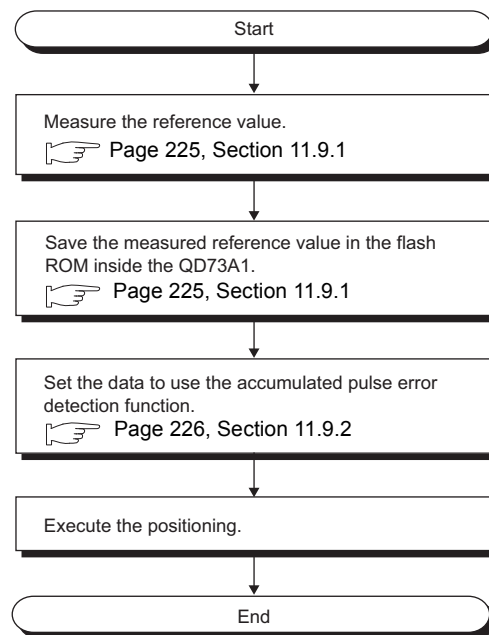 Start
Measure the reference value.
Page 225, Section 11.9.1
Save the measured reference value in the flash
ROM inside the QD73A1.
Page 225, Section 11.9.1
Set the data to use the accumulated pulse error
detection function.
Page 226, Section 11.9.2
Execute the positioning.
End